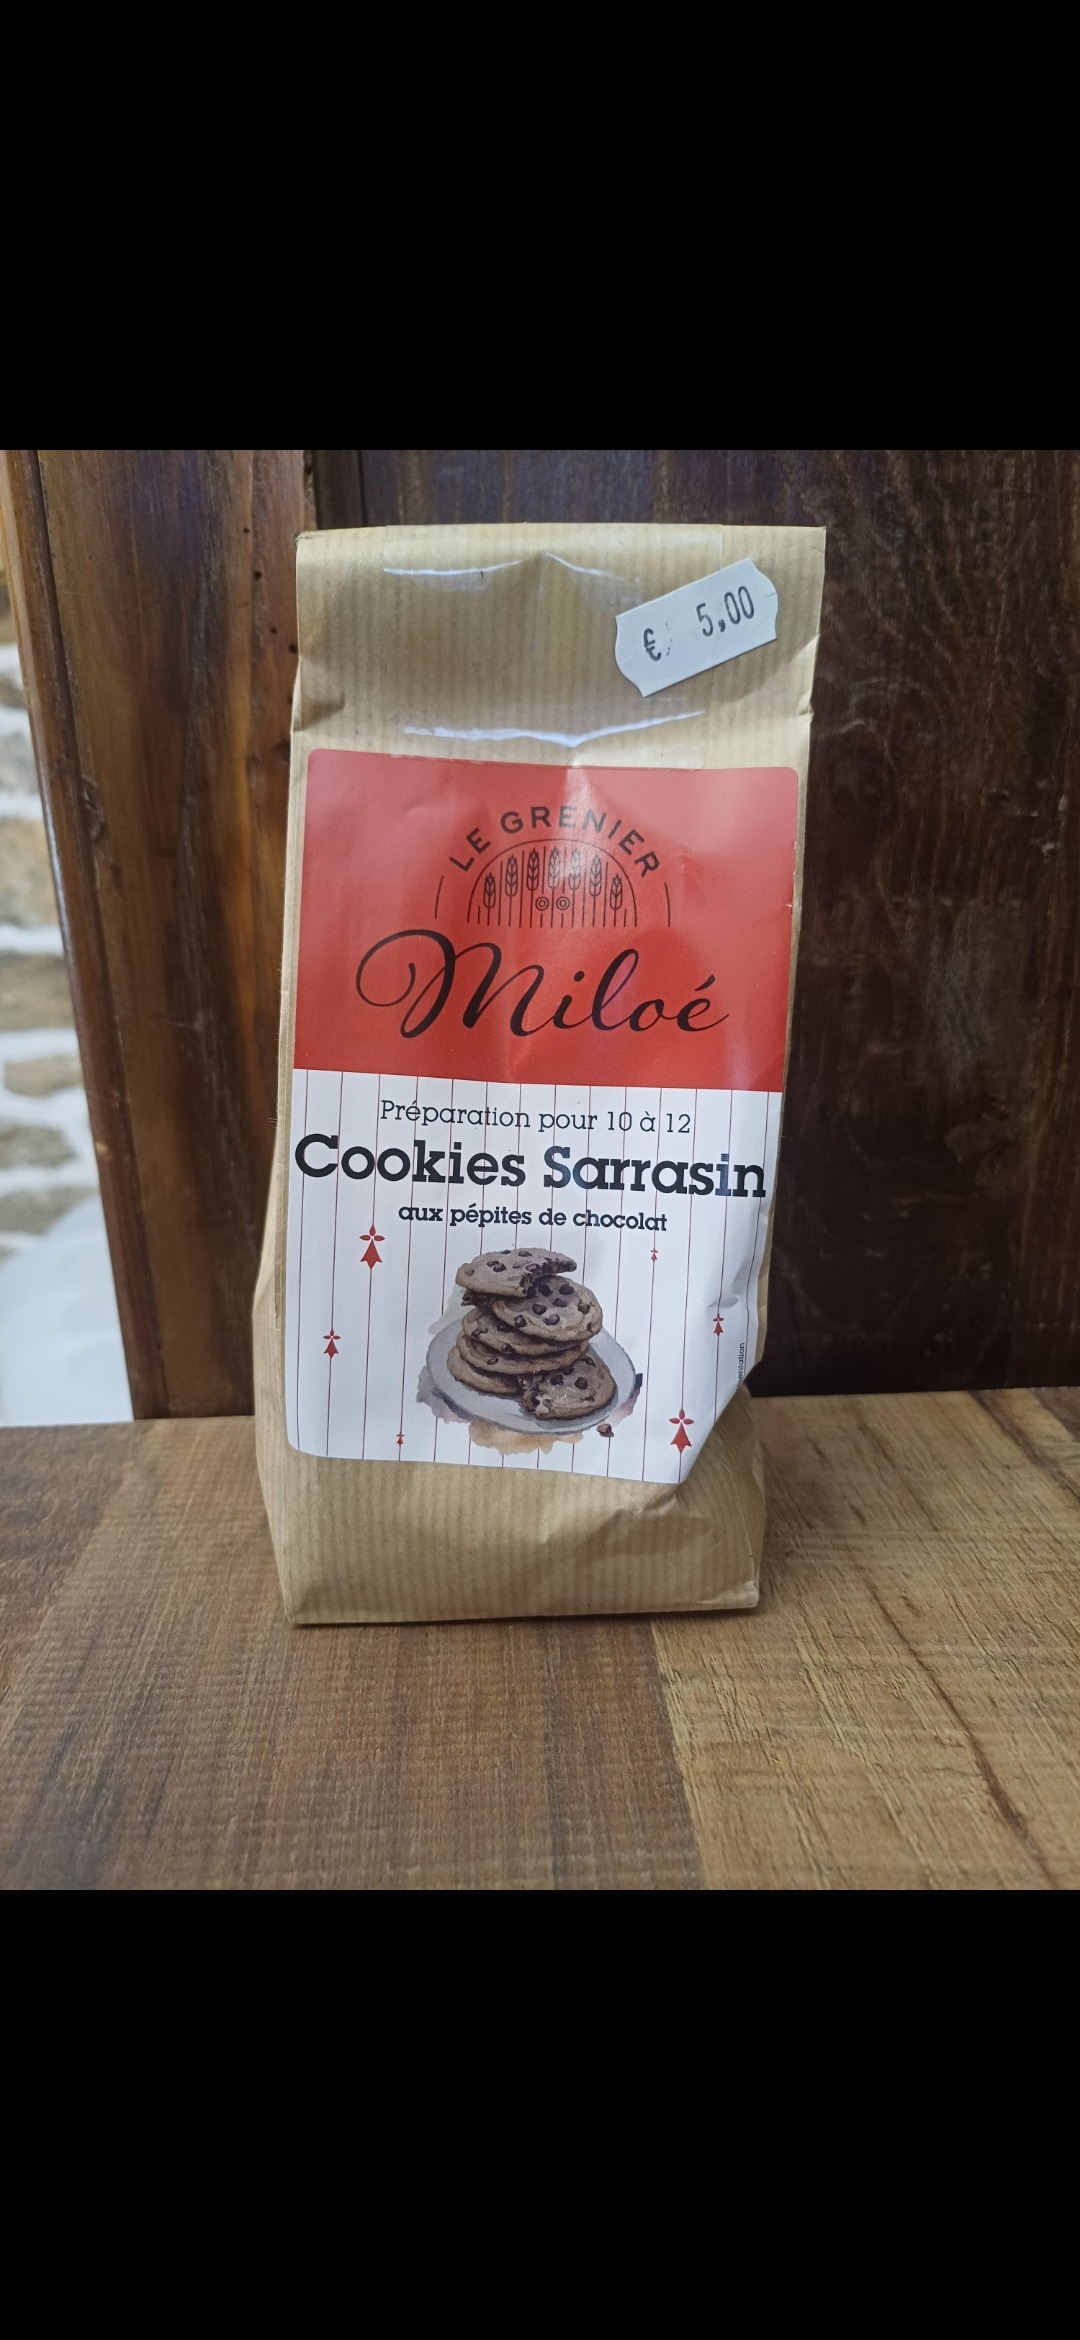 € 5,00
LE GRENIER
Miloé
Préparation pour 10 à 12
Cookies Sarrasin
aux pépites de chocolat